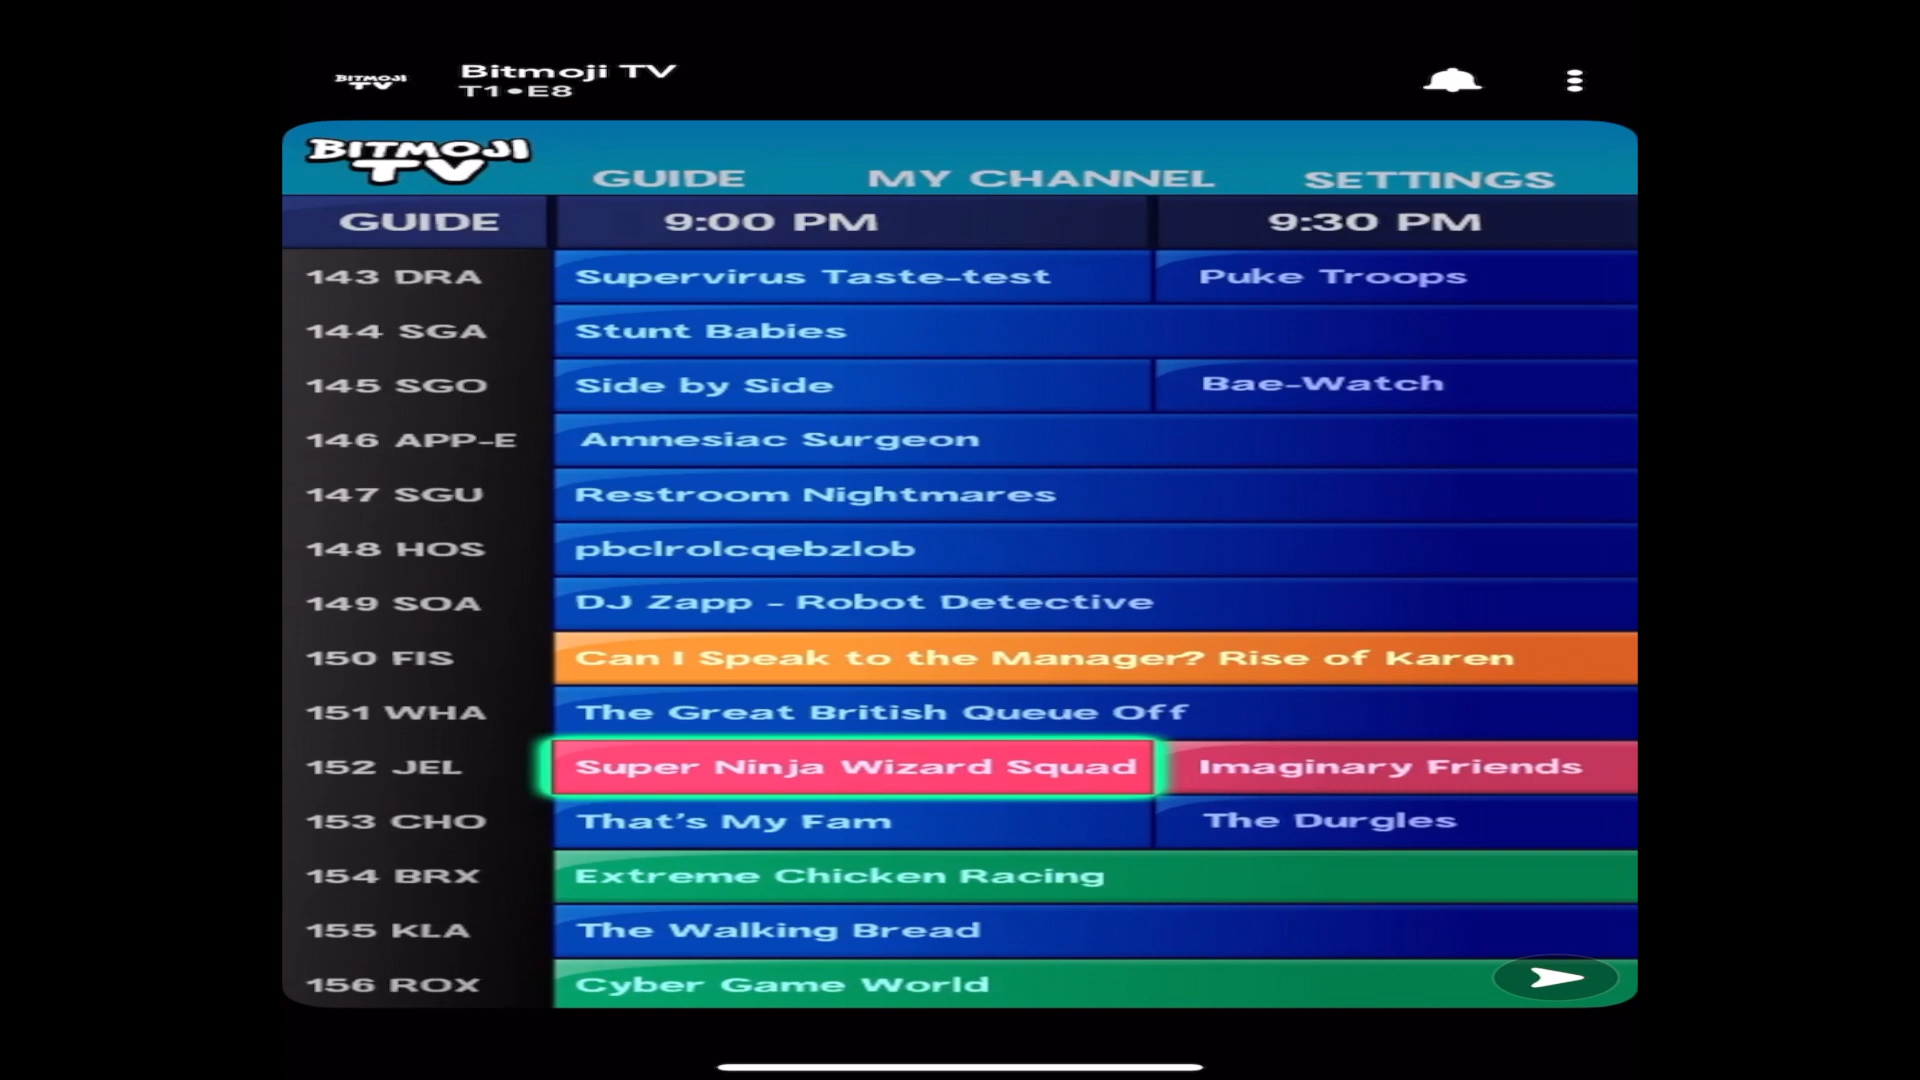 BITMOJI TV
Bitmoji TV
T1•E8
BITMOJI TV
GUIDE MY CHANNEL SETTINGS
GUIDE 9:00 PM 9:30 PM
143 DRA Supervirus Taste-test Puke Troops
144 SGA Stunt Babies
145 SGO Side by Side Bae-Watch
146 APP-E Amnesiac Surgeon
147 SGU Restroom Nightmares
148 HOS pbclrolcqebzlob
149 SOA DJ Zapp - Robot Detective
150 FIS Can I Speak to the Manager? Rise of Karen
151 WHA The Great British Queue Off
152 JEL Super Ninja Wizard Squad Imaginary Friends
153 CHO That's My Fam The Durgles
154 BRX Extreme Chicken Racing
155 KLA The Walking Bread
156 ROX Cyber Game World